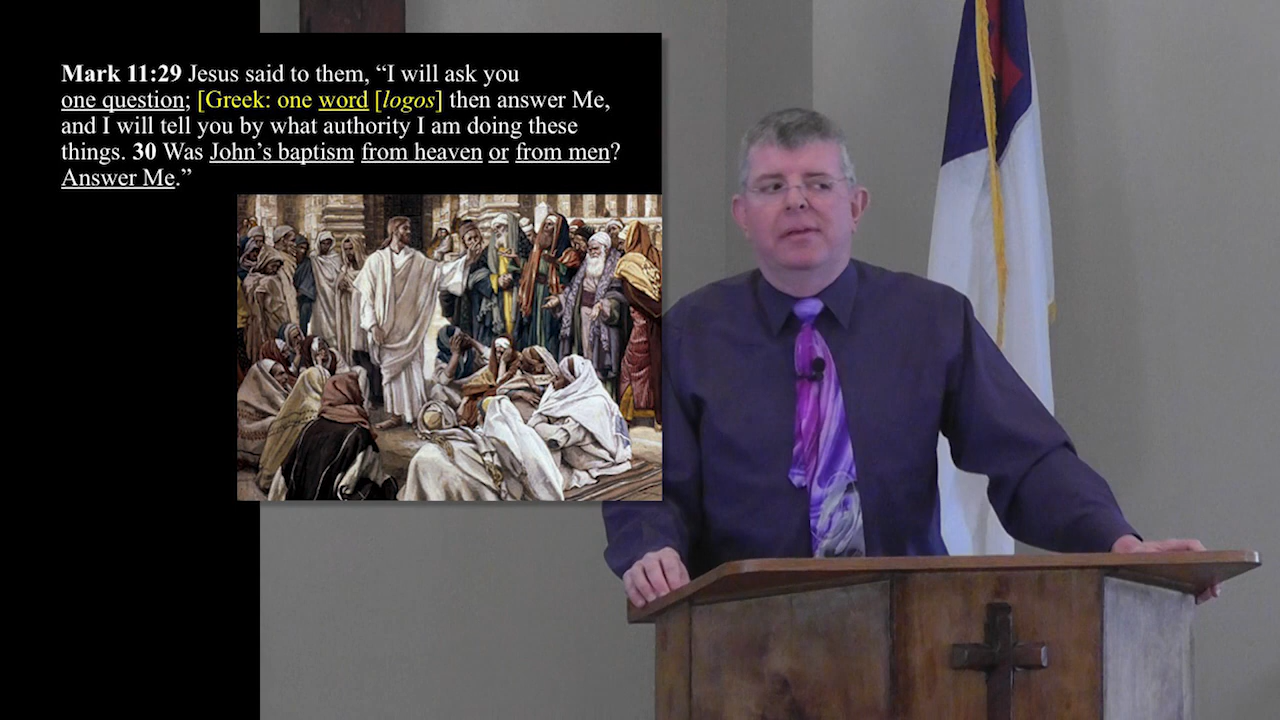 Mark 11:29 Jesus said to them, “I will ask you
one question; [Greek: one word [logos] then answer Me,
and I will tell you by what authority I am doing these
things. 30 Was John’s baptism from heaven or from men?
Answer Me.”